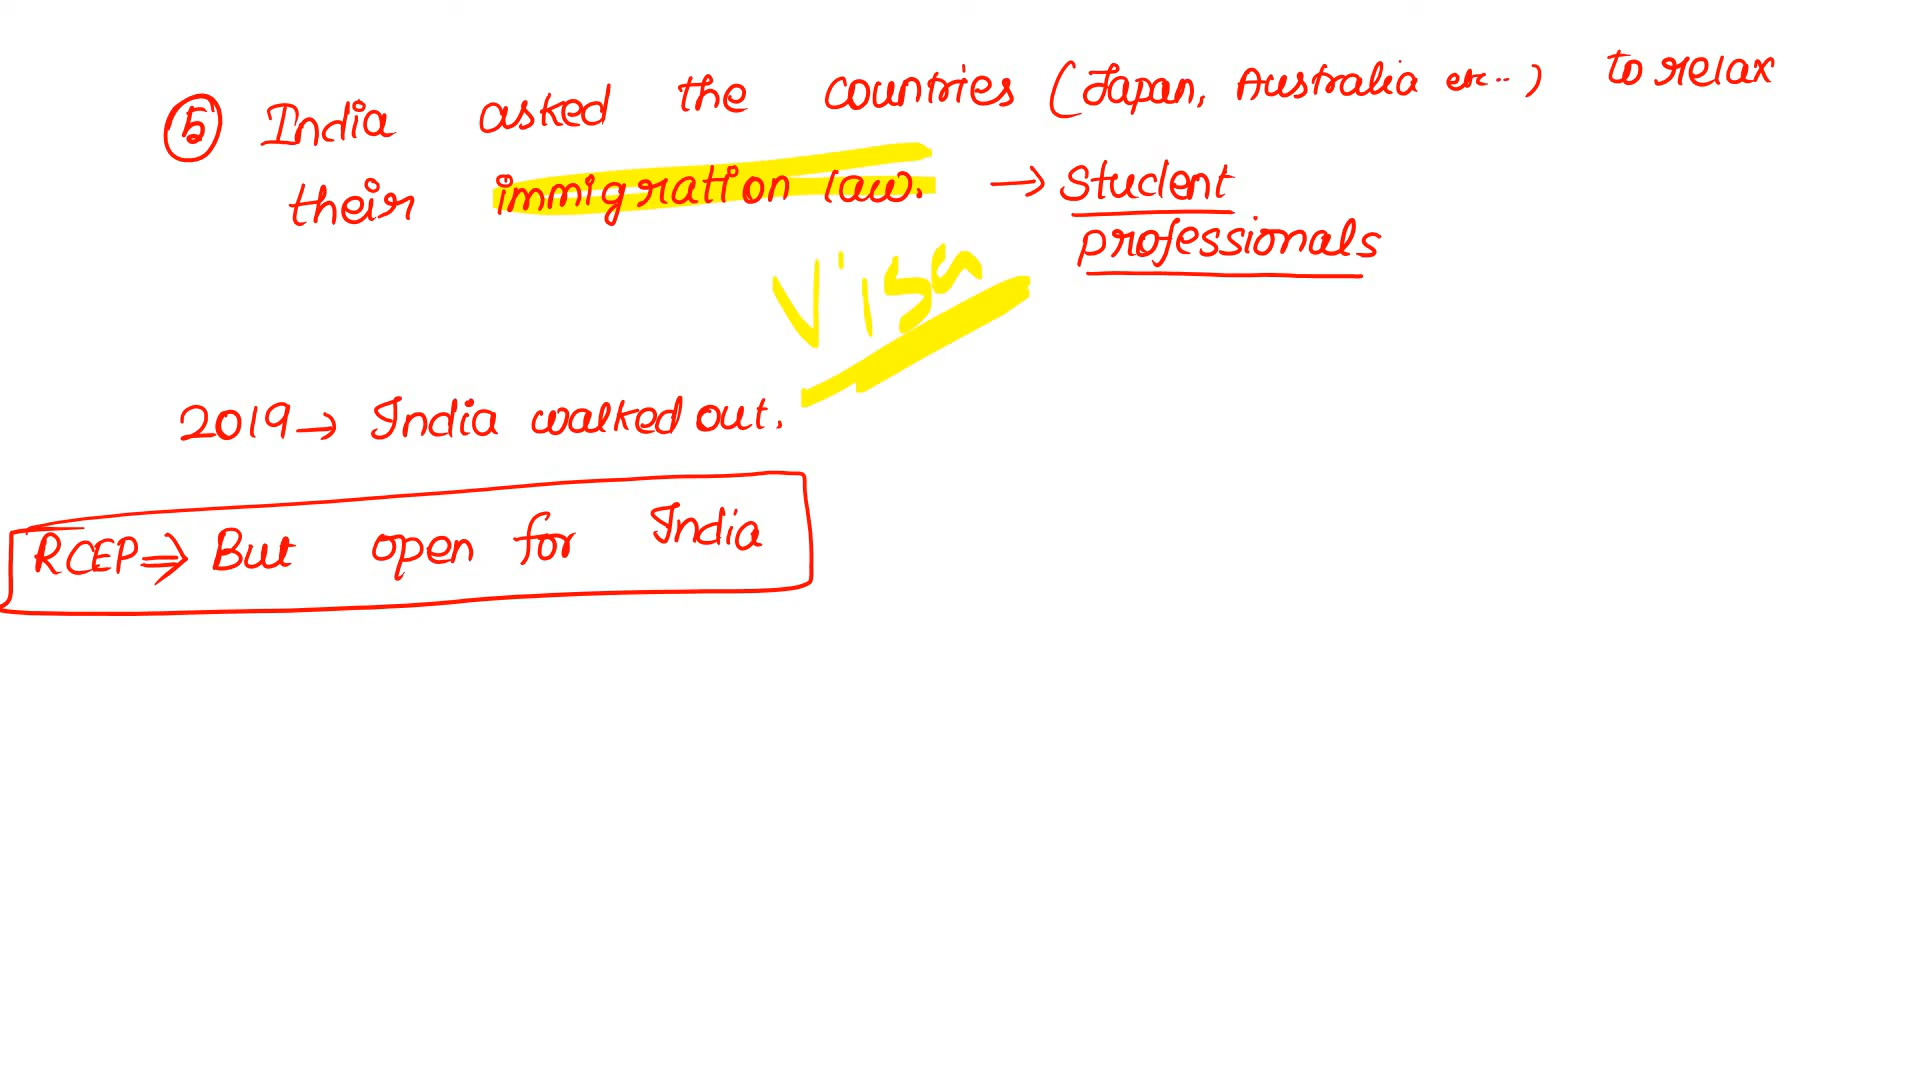 5 India asked the countries (Japan, Australia etc..) to relax
their immigration law. → Student
professionals
Visa
2019 → India walked out.
RCEP ⇒ But open for India